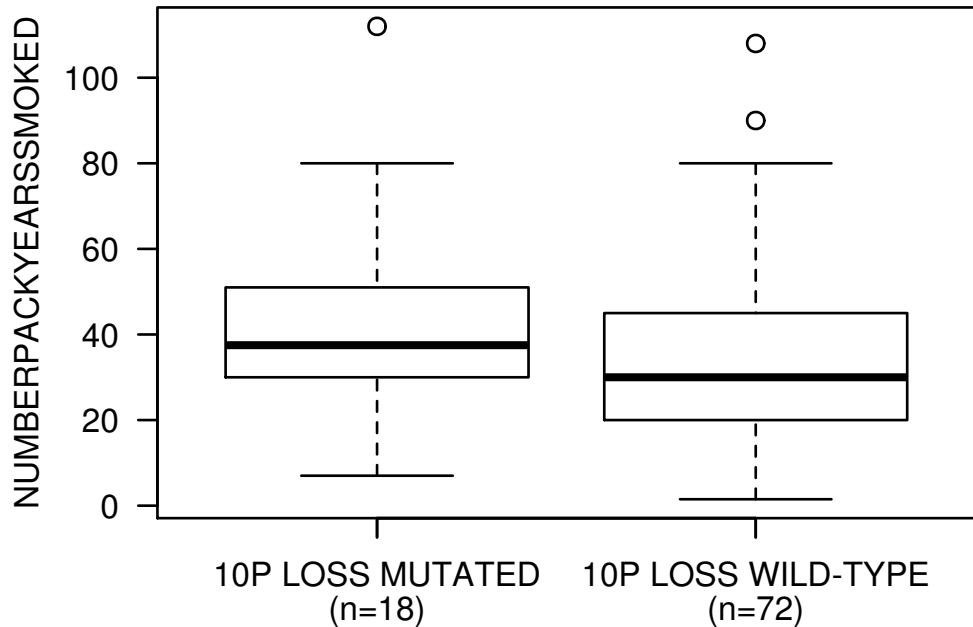 NUMBERPACKYEARSSMOKED
100
80
60
40
20
0
10P LOSS MUTATED
(n=18)
10P LOSS WILD-TYPE
(n=72)